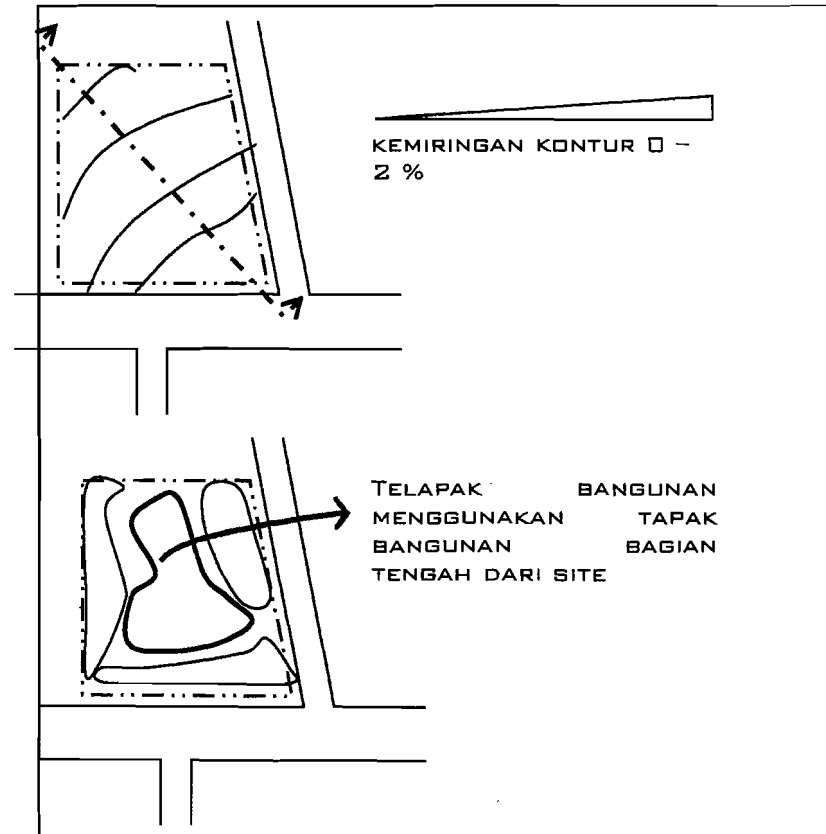 KEMIRINGAN KONTUR 0 –
2 %
TELAPAK BANGUNAN
MENGGUNAKAN TAPAK
BANGUNAN BAGIAN
TENGAH DARI SITE